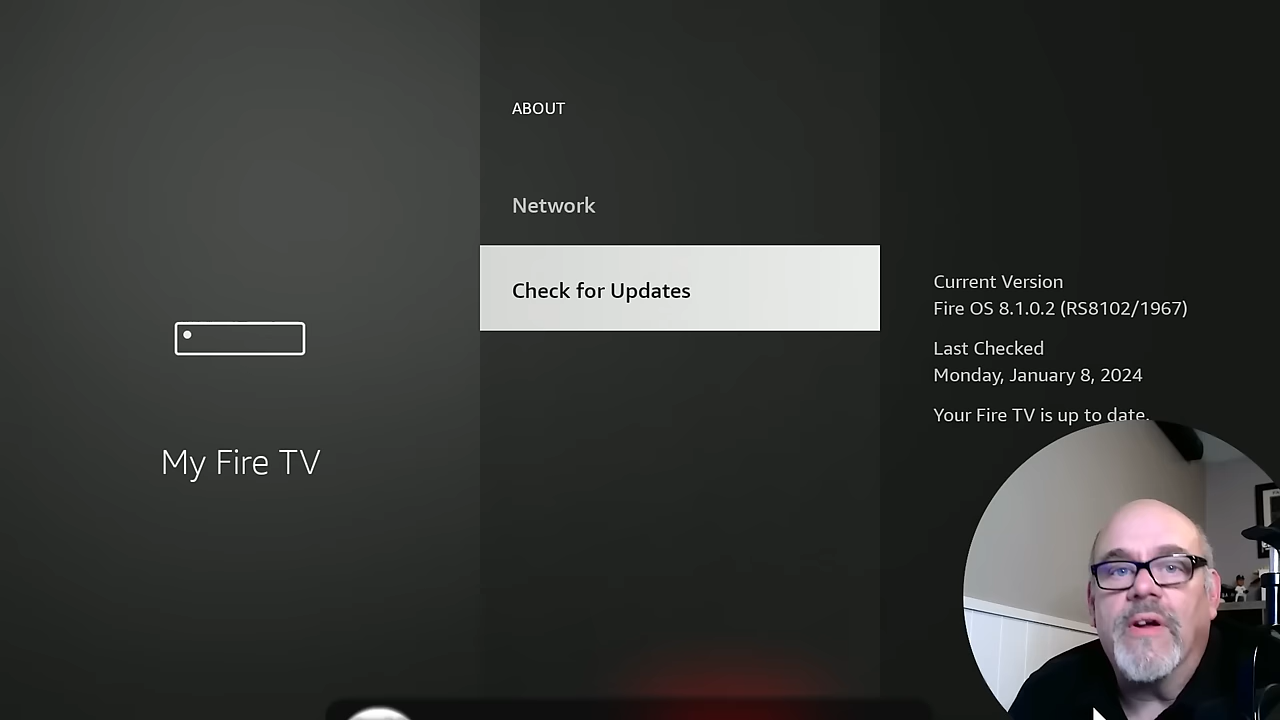 ABOUT
Network
Check for Updates
My Fire TV
Current Version
Fire OS 8.1.0.2 (RS8102/1967)
Last Checked
Monday, January 8, 2024
Your Fire TV is up to date.